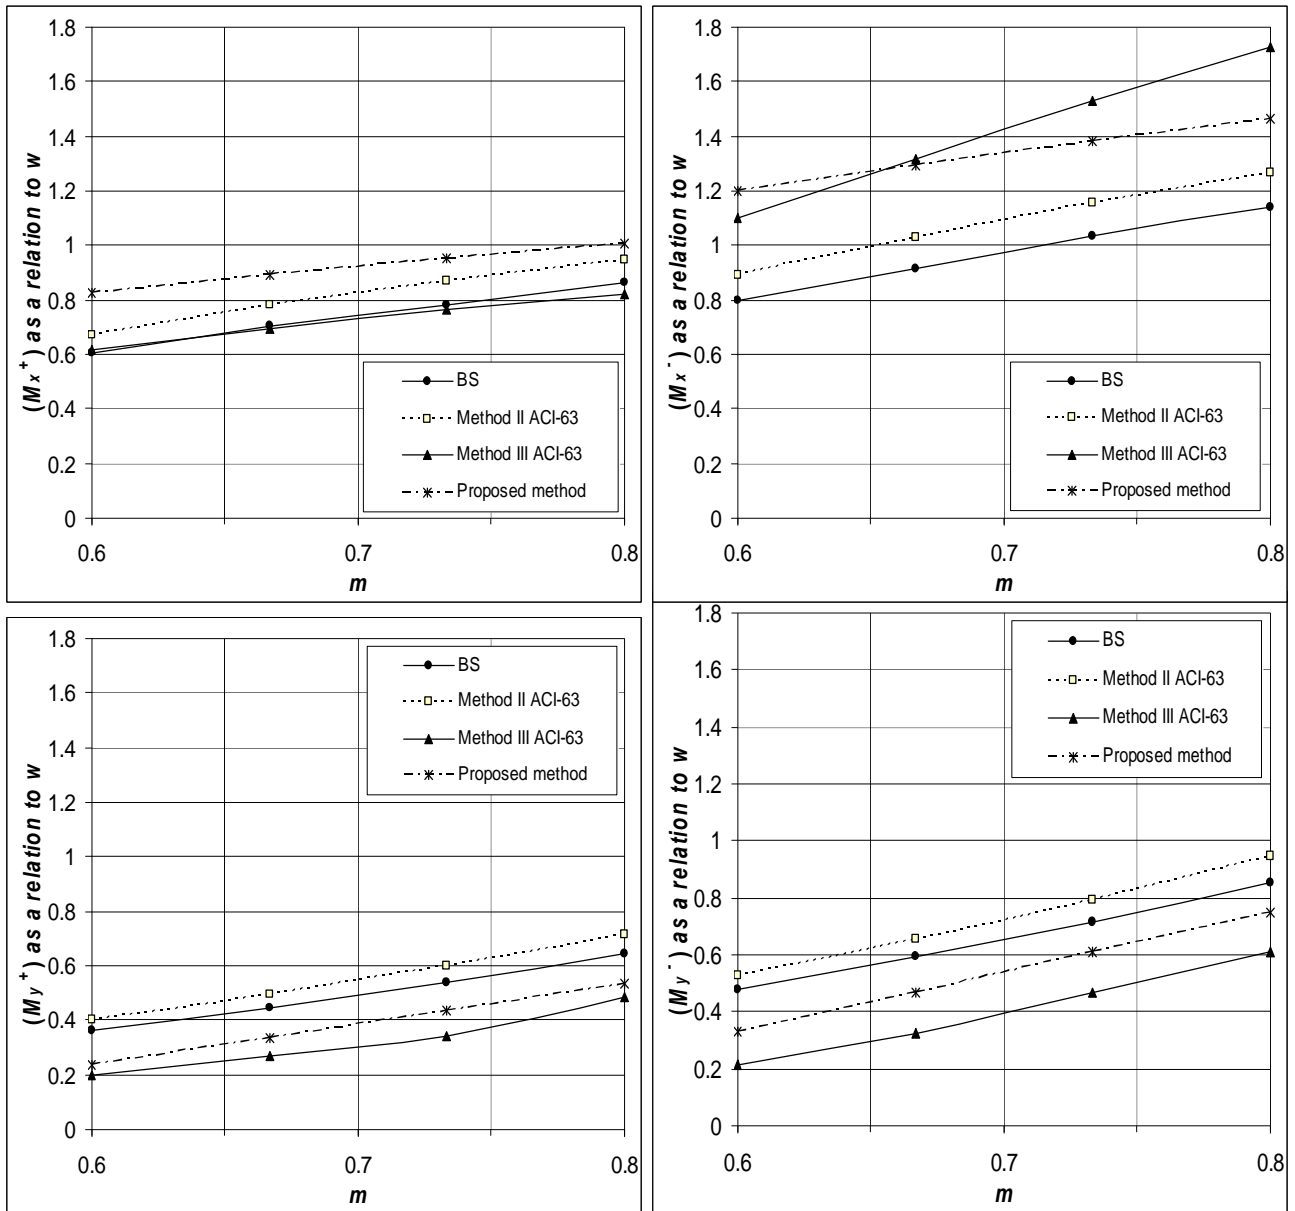 1.8
1.6
1.4
1.2
1
0.8
0.6
0.4
0.2
0
(Mx+) as a relation to w
BS
Method II ACI-63
Method III ACI-63
Proposed method
0.6
0.7
0.8
m
1.8
1.6
1.4
1.2
1
0.8
0.6
0.4
0.2
0
(Mx-) as a relation to w
BS
Method II ACI-63
Method III ACI-63
Proposed method
0.6
0.7
0.8
m
1.8
1.6
1.4
1.2
1
0.8
0.6
0.4
0.2
0
(My+) as a relation to w
BS
Method II ACI-63
Method III ACI-63
Proposed method
0.6
0.7
0.8
m
1.8
1.6
1.4
1.2
1
0.8
0.6
0.4
0.2
0
(My-) as a relation to w
BS
Method II ACI-63
Method III ACI-63
Proposed method
0.6
0.7
0.8
m